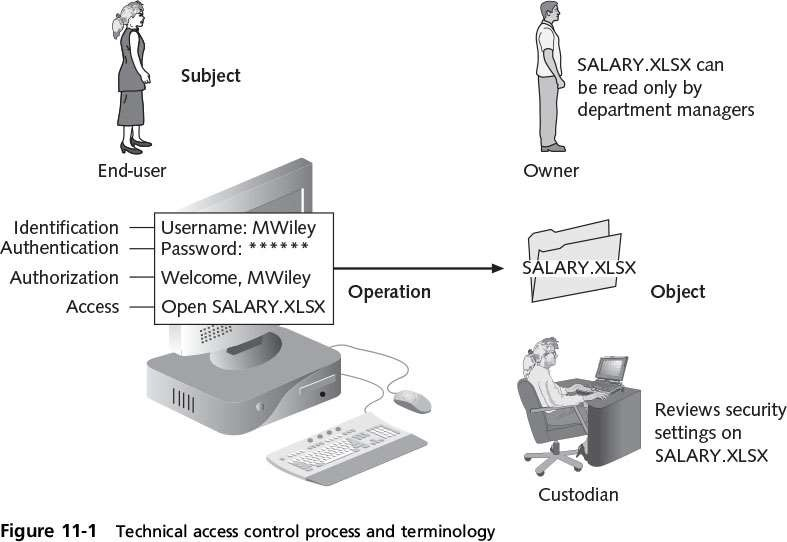 Subject
End-user
SALARY.XLSX can
be read only by
department managers
Owner
Identification
Username: MWiley
Authentication
Password: ******
Authorization
Welcome, MWiley
Access
Open SALARY.XLSX
Operation
SALARY.XLSX
Object
Reviews security
settings on
SALARY.XLSX
Custodian
Figure 11-1 Technical access control process and terminology